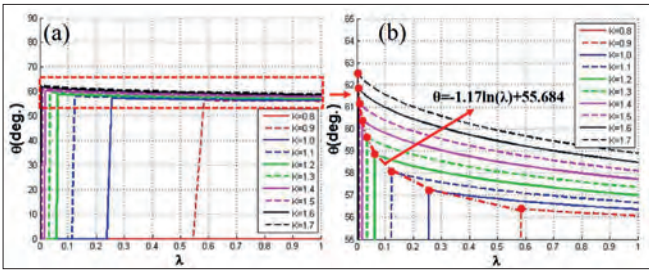 (a)
θ(deg.)
90
80
70
60
50
40
30
20
10
0
0 0.1 0.2 0.3 0.4 0.5 0.6 0.7 0.8 0.9 1
λ
K=0.8
K=0.9
K=1.0
K=1.1
K=1.2
K=1.3
K=1.4
K=1.5
K=1.6
K=1.7
(b)
θ(deg.)
65
64
63
62
61
60
59
58
57
56
55
0 0.1 0.2 0.3 0.4 0.5 0.6 0.7 0.8 0.9 1
λ
θ=-1.17ln(λ)+55.684
K=0.8
K=0.9
K=1.0
K=1.1
K=1.2
K=1.3
K=1.4
K=1.5
K=1.6
K=1.7